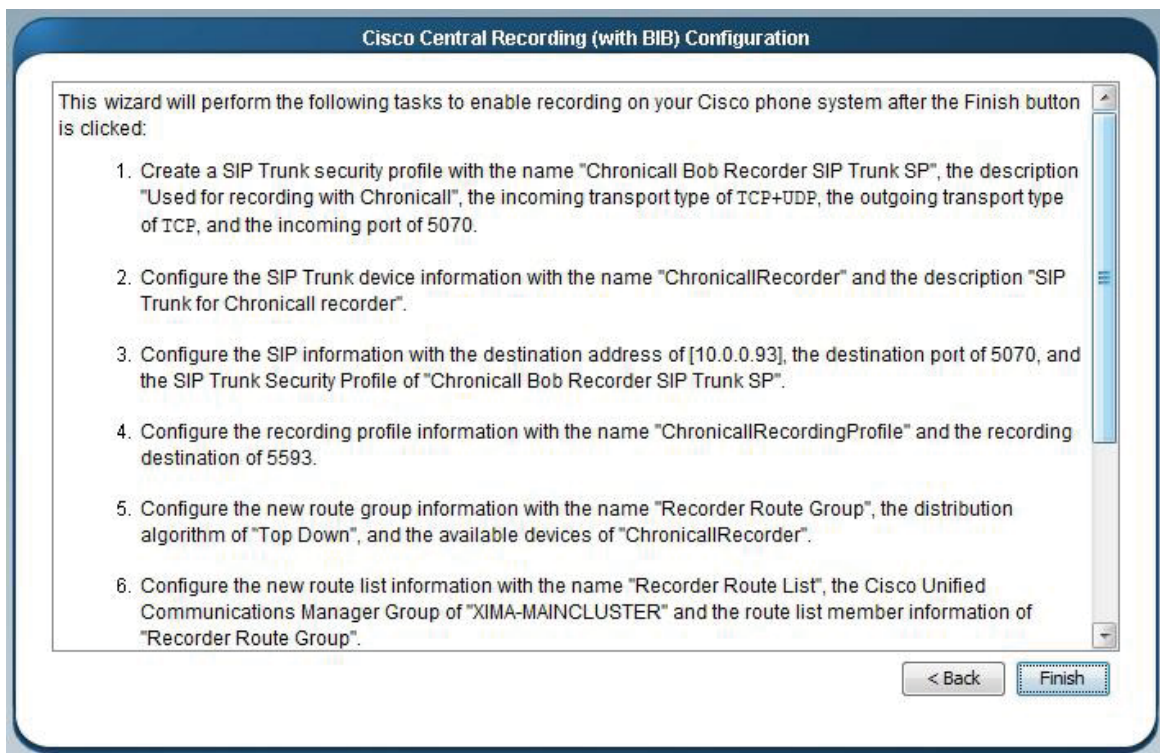 Cisco Central Recording (with BIB) Configuration
This wizard will perform the following tasks to enable recording on your Cisco phone system after the Finish button
is clicked:
1. Create a SIP Trunk security profile with the name "Chronicall Bob Recorder SIP Trunk SP", the description
"Used for recording with Chronicall", the incoming transport type of TCP+UDP, the outgoing transport type
of TCP, and the incoming port of 5070.
2. Configure the SIP Trunk device information with the name "ChronicallRecorder" and the description "SIP
Trunk for Chronicall recorder".
3. Configure the SIP information with the destination address of [10.0.0.93], the destination port of 5070, and
the SIP Trunk Security Profile of "Chronicall Bob Recorder SIP Trunk SP".
4. Configure the recording profile information with the name "ChronicallRecordingProfile" and the recording
destination of 5593.
5. Configure the new route group information with the name "Recorder Route Group", the distribution
algorithm of "Top Down", and the available devices of "ChronicallRecorder".
6. Configure the new route list information with the name "Recorder Route List", the Cisco Unified
Communications Manager Group of "XIMA-MAINCLUSTER" and the route list member information of
"Recorder Route Group".
< Back
Finish